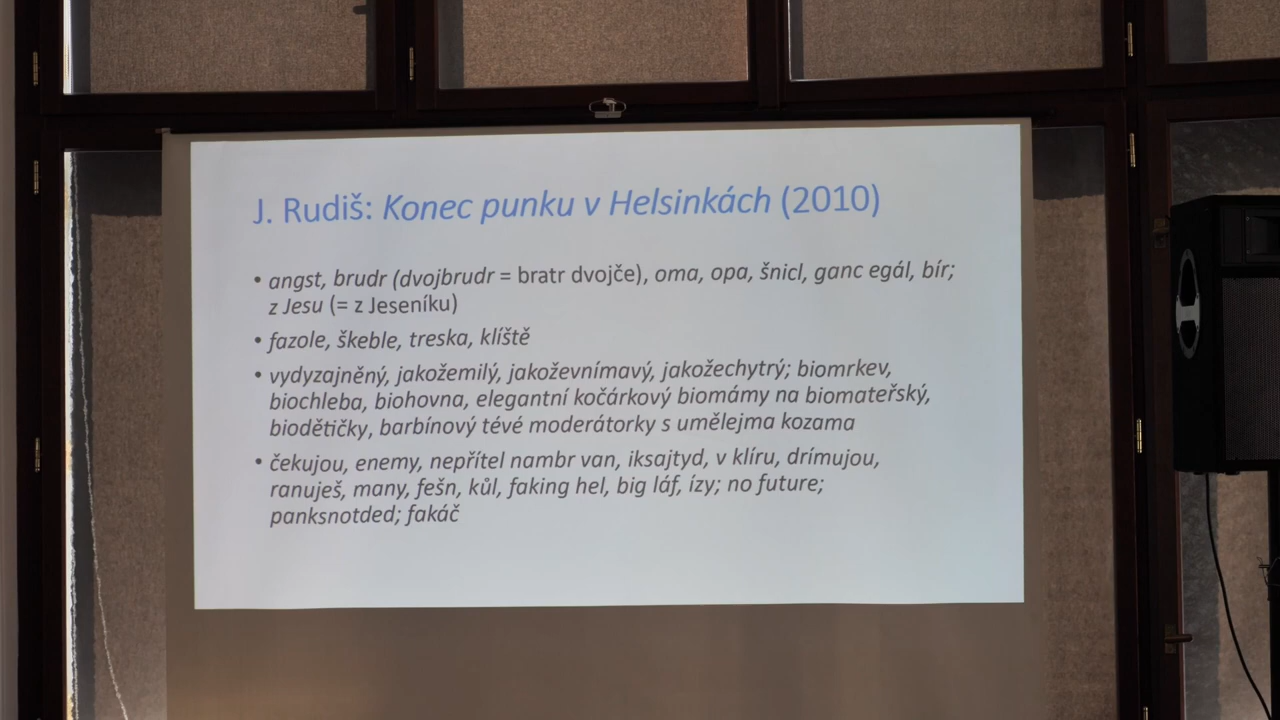 J. Rudiš: Konec punku v Helsinkách (2010)
• angst, brudr (dvojbrudr = bratr dvojče), oma, opa, šnicl, ganc egál, bír;
z Jesu (= z Jeseníku)
• fazole, škeble, treska, klíště
• vydyzajněný, jakožemilý, jakoževnímavý, jakožechytrý; biomrkev,
biochleba, biohovna, elegantní kočárkový biomámy na biomateřský,
biodětičky, barbínový tévé moderátorky s umělejma kozama
• čekujou, enemy, nepřítel nambr van, iksajtyd, v klíru, drímujou,
ranuješ, many, fešn, kůl, faking hel, big láf, ízy; no future;
panksnotded; fakáč